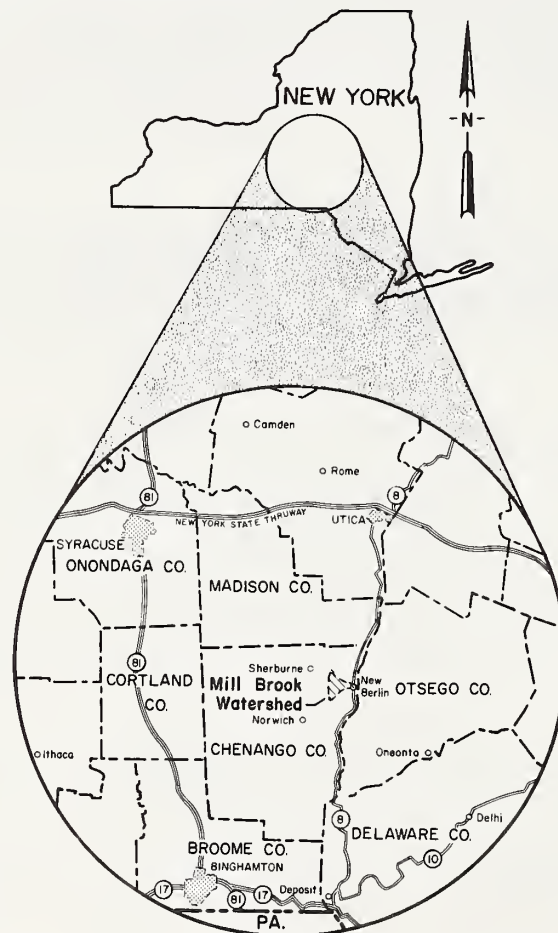 NEW YORK
-N-
Camden
Rome
81
8
NEW YORK STATE THRUWAY
UTICA
SYRACUSE
ONONDAGA CO.
MADISON CO.
81
CORTLAND
CO.
Sherburne
Mill Brook
Watershed
New
Berlin
OTSEGO CO.
Norwich
CHENANGO CO.
Ithaca
Oneonta
8
DELAWARE CO.
Delhi
10
BROOME CO.
BINGHAMTON
17
81
17
Deposit
PA.